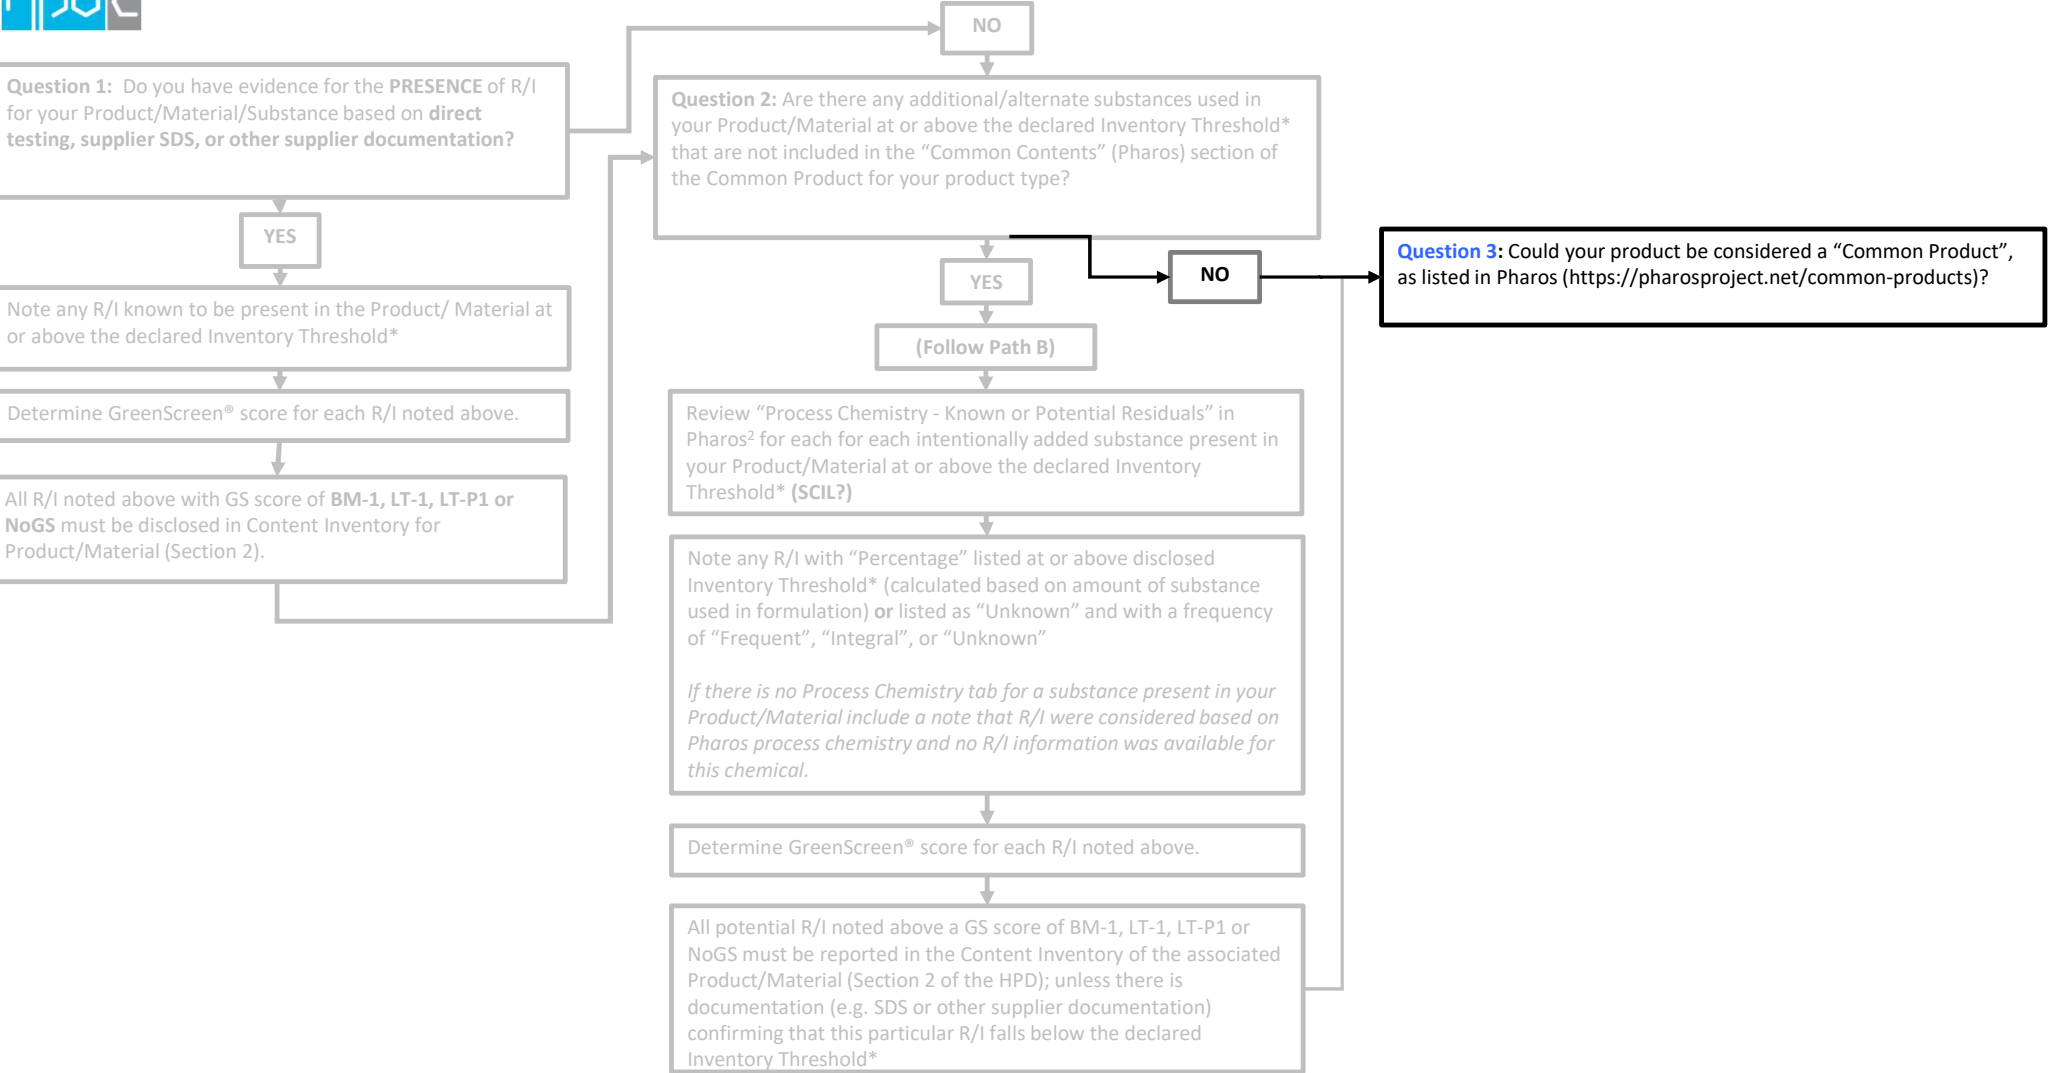 NO
Question 1: Do you have evidence for the PRESENCE of R/I
for your Product/Material/Substance based on direct
testing, supplier SDS, or other supplier documentation?
YES
Note any R/I known to be present in the Product/ Material at
or above the declared Inventory Threshold*
Determine GreenScreen® score for each R/I noted above.
All R/I noted above with GS score of BM-1, LT-1, LT-P1 or
NoGS must be disclosed in Content Inventory for
Product/Material (Section 2).
Question 2: Are there any additional/alternate substances used in
your Product/Material at or above the declared Inventory Threshold*
that are not included in the “Common Contents” (Pharos) section of
the Common Product for your product type?
YES
(Follow Path B)
Review “Process Chemistry - Known or Potential Residuals” in
Pharos² for each for each intentionally added substance present in
your Product/Material at or above the declared Inventory
Threshold* (SCIL?)
Note any R/I with “Percentage” listed at or above disclosed
Inventory Threshold* (calculated based on amount of substance
used in formulation) or listed as “Unknown” and with a frequency
of “Frequent”, “Integral”, or “Unknown”
If there is no Process Chemistry tab for a substance present in your
Product/Material include a note that R/I were considered based on
Pharos process chemistry and no R/I information was available for
this chemical.
Determine GreenScreen® score for each R/I noted above.
All potential R/I noted above a GS score of BM-1, LT-1, LT-P1 or
NoGS must be reported in the Content Inventory of the associated
Product/Material (Section 2 of the HPD); unless there is
documentation (e.g. SDS or other supplier documentation)
confirming that this particular R/I falls below the declared
Inventory Threshold*
NO
Question 3: Could your product be considered a “Common Product”,
as listed in Pharos (https://pharosproject.net/common-products)?